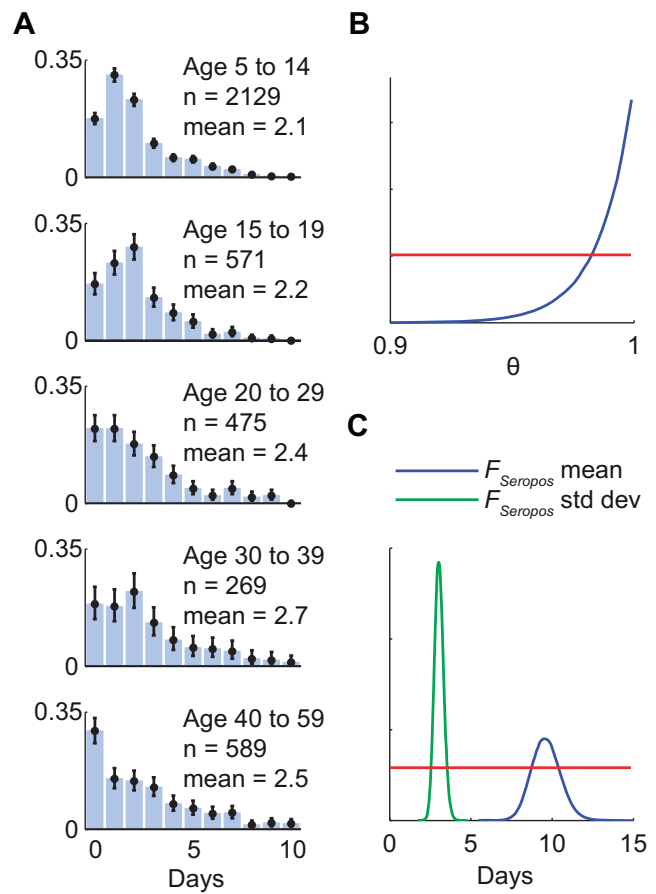 A
0.35
Age 5 to 14
n = 2129
mean = 2.1
0
0.35
Age 15 to 19
n = 571
mean = 2.2
0
0.35
Age 20 to 29
n = 475
mean = 2.4
0
0.35
Age 30 to 39
n = 269
mean = 2.7
0
0.35
Age 40 to 59
n = 589
mean = 2.5
0
0 5 10
Days
B
0.9 1
θ
C
F Seropos mean
F Seropos std dev
0 5 10 15
Days